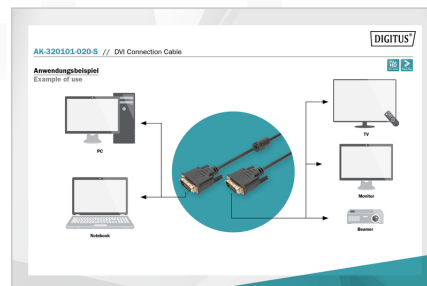 DIGITUS®
AK-320101-020-S // DVI Connection Cable
Anwendungsbeispiel
Example of use
PC
TV
Notebook
Monitor
Beamer